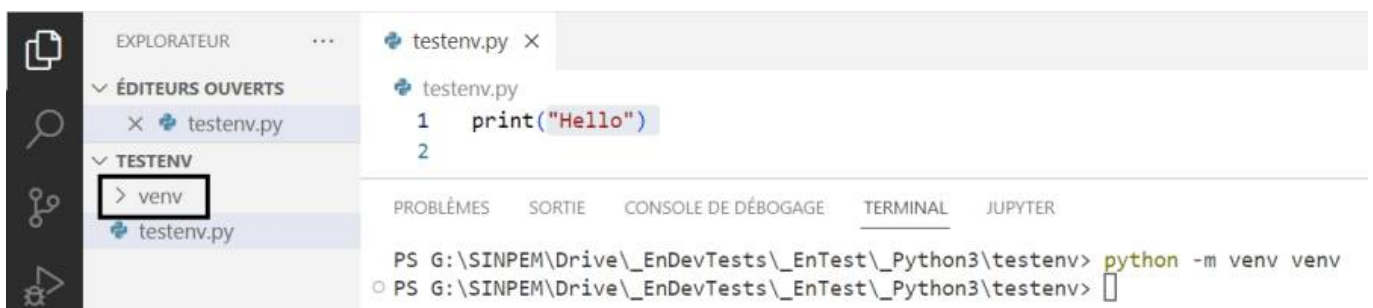 EXPLORATEUR ...
ÉDITEURS OUVERTS
testenv.py
TESTENV
venv
testenv.py
testenv.py
testenv.py
1 print("Hello")
2
PROBLÈMES SORTIE CONSOLE DE DÉBOGAGE TERMINAL JUPYTER
PS G:\SINPEM\Drive\_EnDevTests\_EnTest\_Python3\testenv> python -m venv venv
PS G:\SINPEM\Drive\_EnDevTests\_EnTest\_Python3\testenv>